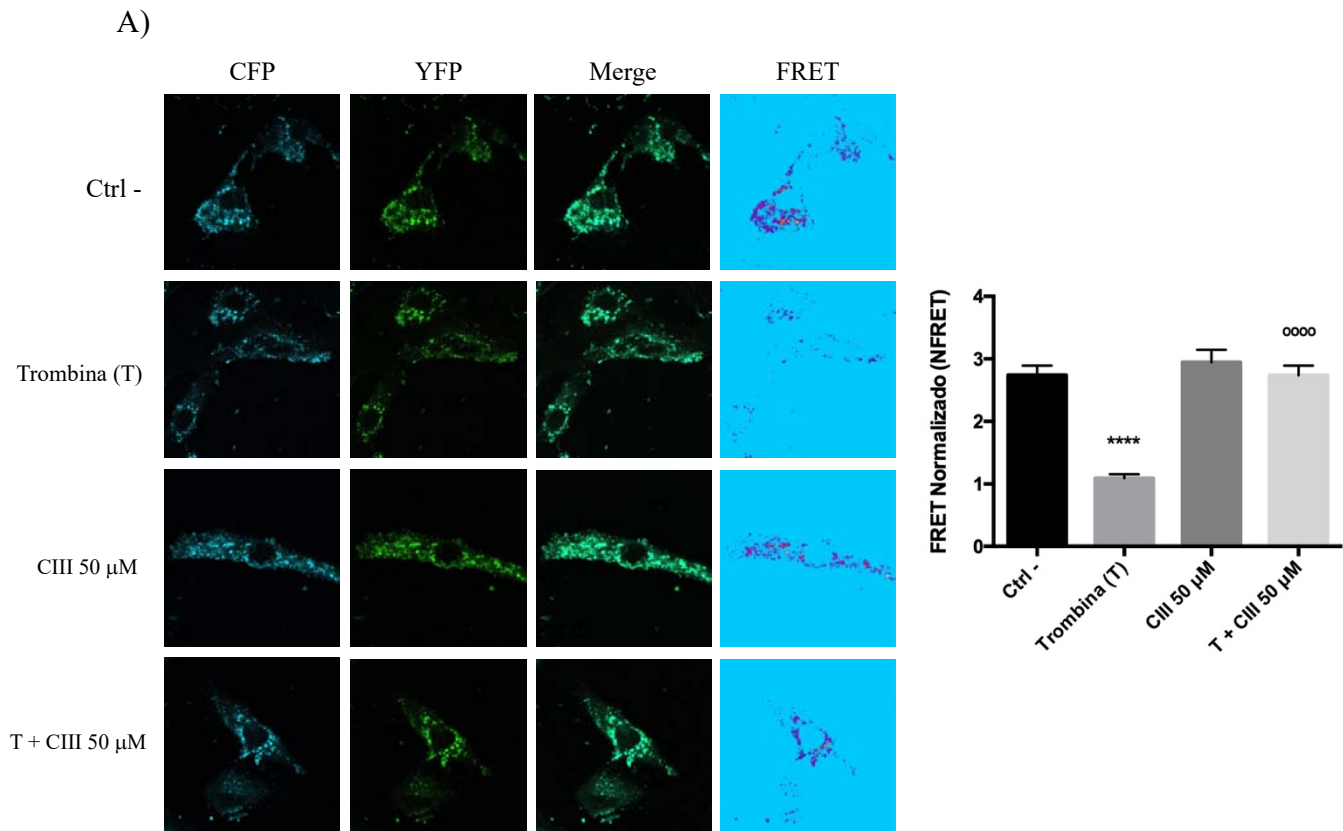 A)
CFP YFP Merge FRET
Ctrl -
Trombina (T)
CIII 50 μM
T + CIII 50 μM
FRET Normalizado (NFRET)
4
3
2
1
0
****
oooo
Ctrl -
Trombina (T)
CIII 50 μM
T + CIII 50 μM